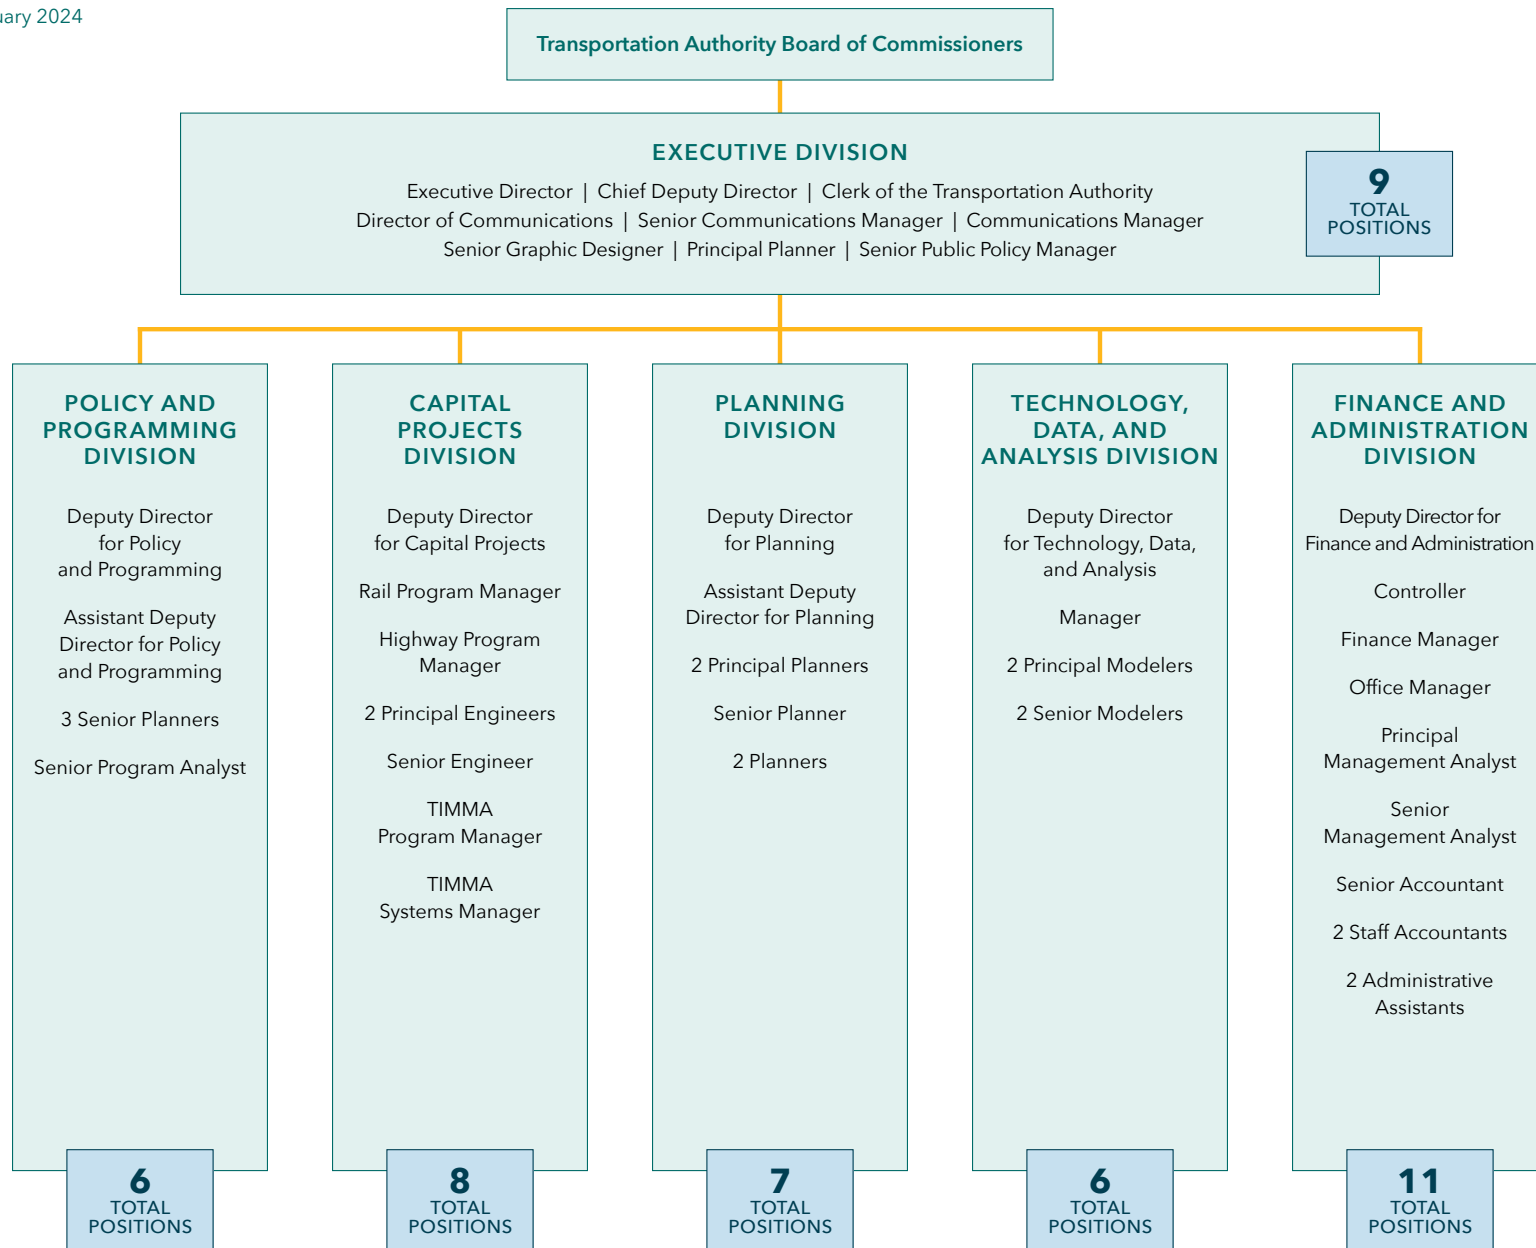 2024
Transportation Authority Board of Commissioners
EXECUTIVE DIVISION
Executive Director | Chief Deputy Director | Clerk of the Transportation Authority
Director of Communications | Senior Communications Manager | Communications Manager
Senior Graphic Designer | Principal Planner | Senior Public Policy Manager
9
TOTAL
POSITIONS
POLICY AND
PROGRAMMING
DIVISION
Deputy Director
for Policy
and Programming
Assistant Deputy
Director for Policy
and Programming
3 Senior Planners
Senior Program Analyst
6
TOTAL
POSITIONS
CAPITAL
PROJECTS
DIVISION
Deputy Director
for Capital Projects
Rail Program Manager
Highway Program
Manager
2 Principal Engineers
Senior Engineer
TIMMA
Program Manager
TIMMA
Systems Manager
8
TOTAL
POSITIONS
PLANNING
DIVISION
Deputy Director
for Planning
Assistant Deputy
Director for Planning
2 Principal Planners
Senior Planner
2 Planners
7
TOTAL
POSITIONS
TECHNOLOGY,
DATA, AND
ANALYSIS DIVISION
Deputy Director
for Technology, Data,
and Analysis
Manager
2 Principal Modelers
2 Senior Modelers
6
TOTAL
POSITIONS
FINANCE AND
ADMINISTRATION
DIVISION
Deputy Director for
Finance and Administration
Controller
Finance Manager
Office Manager
Principal
Management Analyst
Senior
Management Analyst
Senior Accountant
2 Staff Accountants
2 Administrative
Assistants
11
TOTAL
POSITIONS